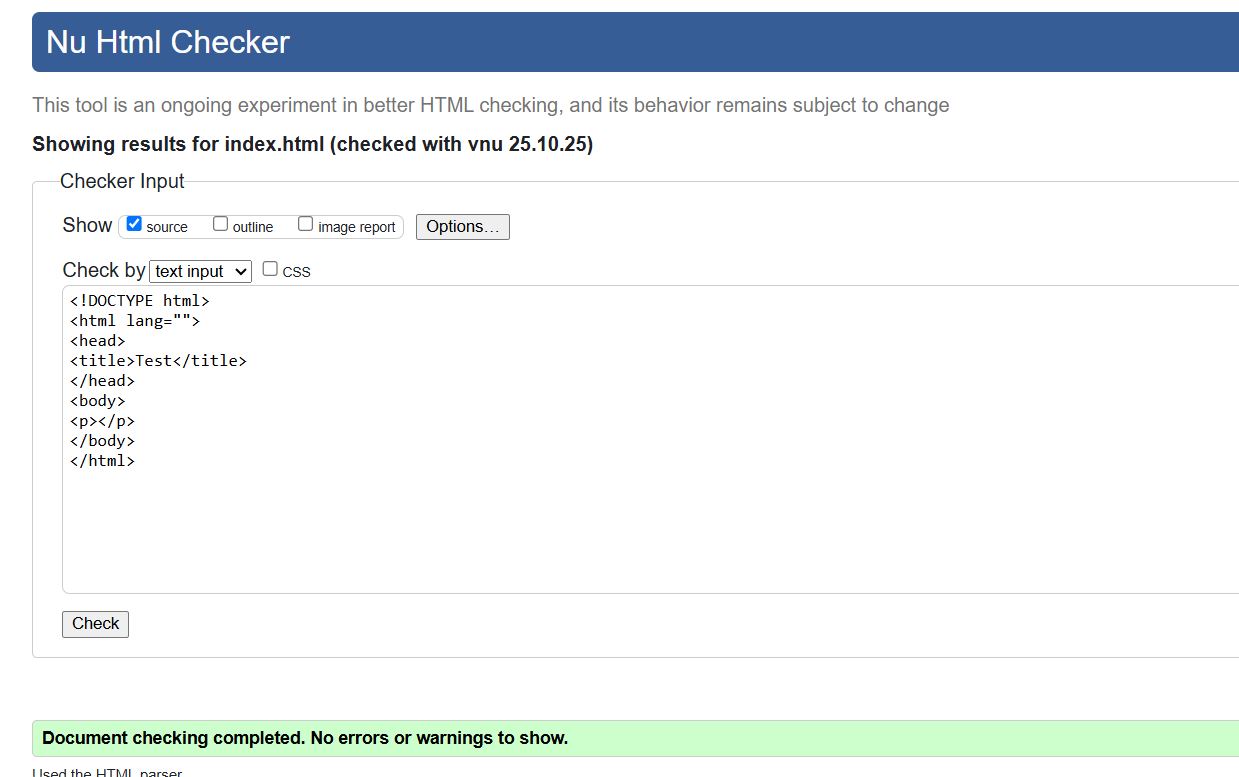 Nu Html Checker
This tool is an ongoing experiment in better HTML checking, and its behavior remains subject to change
Showing results for index.html (checked with vnu 25.10.25)
Checker Input
Show source outline image report Options...
Check by text input CSS
<!DOCTYPE html>
<html lang="">
<head>
<title>Test</title>
</head>
<body>
<p></p>
</body>
</html>
Check
Document checking completed. No errors or warnings to show.
Used the HTML parser